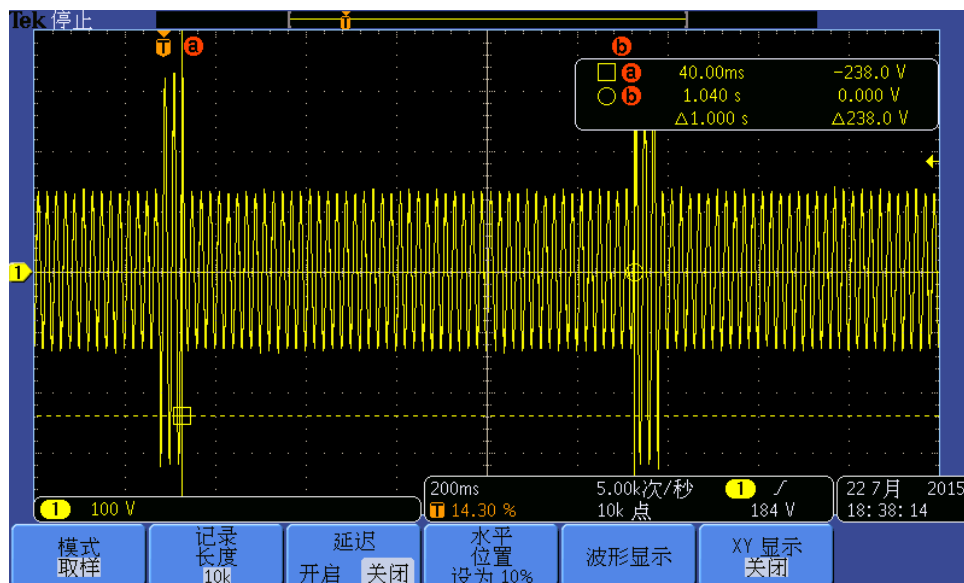 Tek 停止
T a b
a 40.00ms -238.0 V
b 1.040 s 0.000 V
△1.000 s △238.0 V
1
1 100 V
200ms 5.00k次/秒 1 ∫
T 14.30 % 10k 点 184 V
22 7月 2015
18:38:14
模式
取样
记录
长度
10k
延迟
开启 关闭
水平
位置
设为 10%
波形显示
XY 显示
关闭